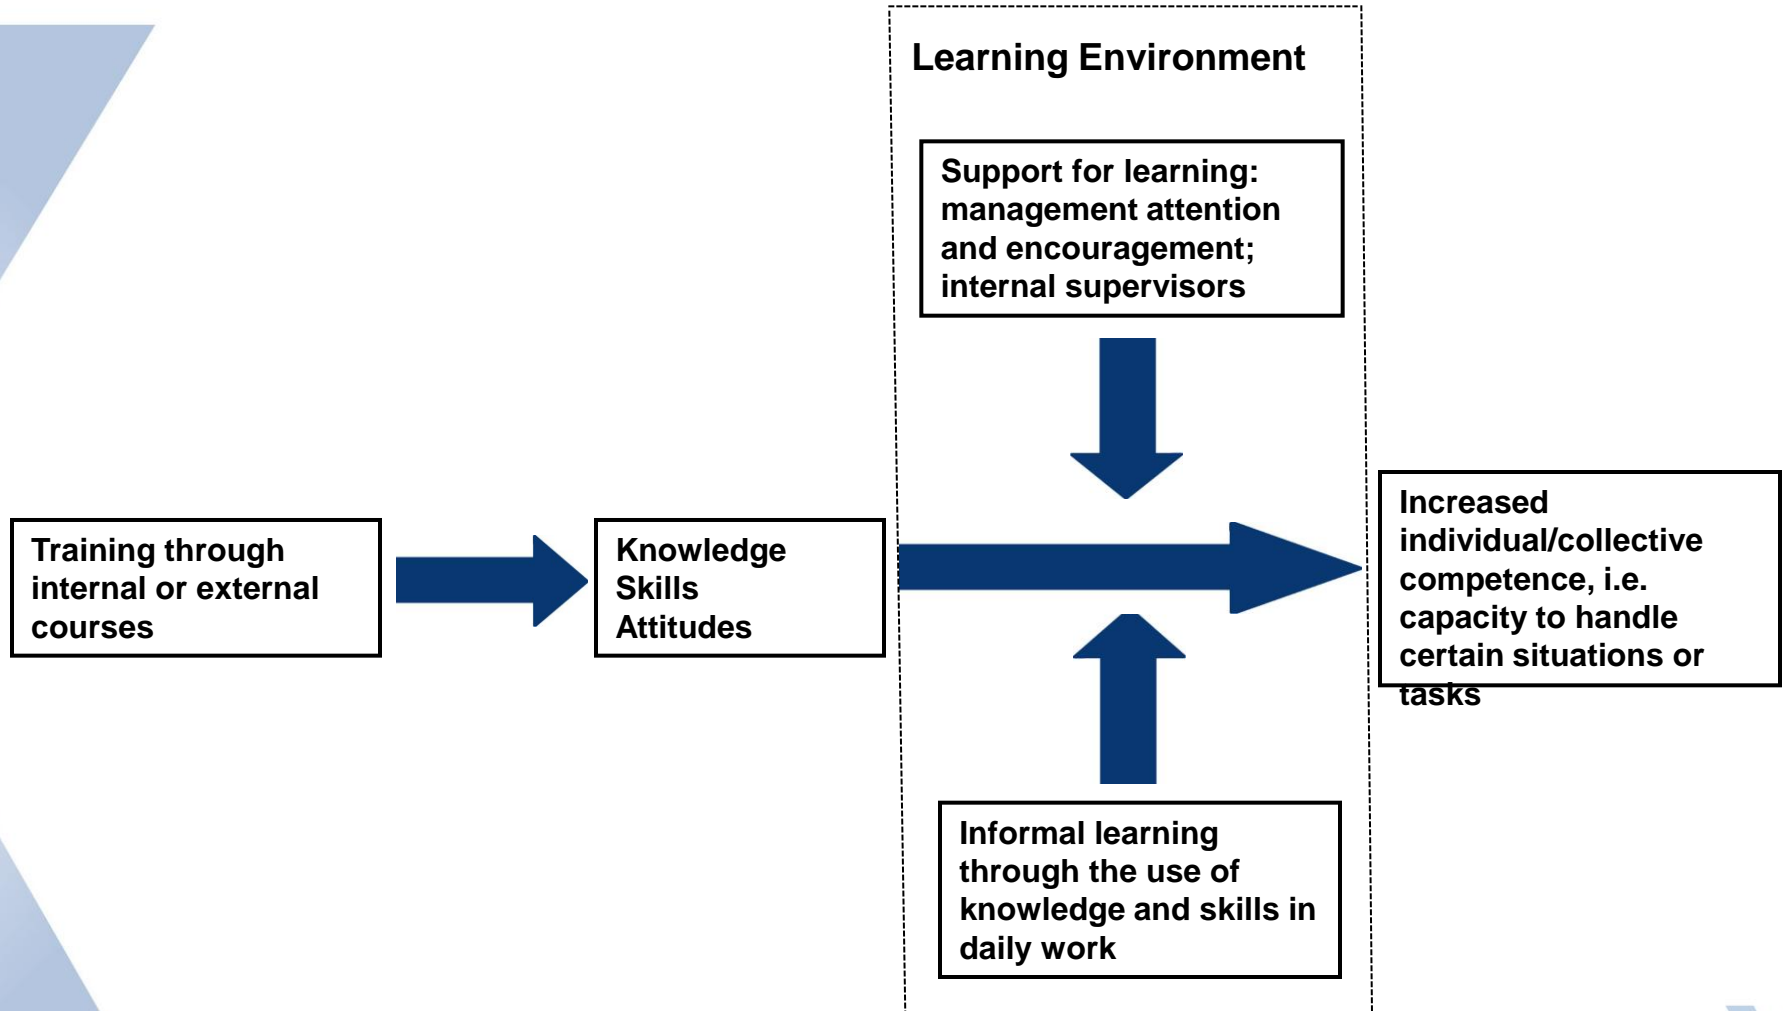 Learning Environment
Support for learning:
management attention
and encouragement;
internal supervisors
Training through
internal or external
courses
Knowledge
Skills
Attitudes
Increased
individual/collective
competence, i.e.
capacity to handle
certain situations or
tasks
Informal learning
through the use of
knowledge and skills in
daily work